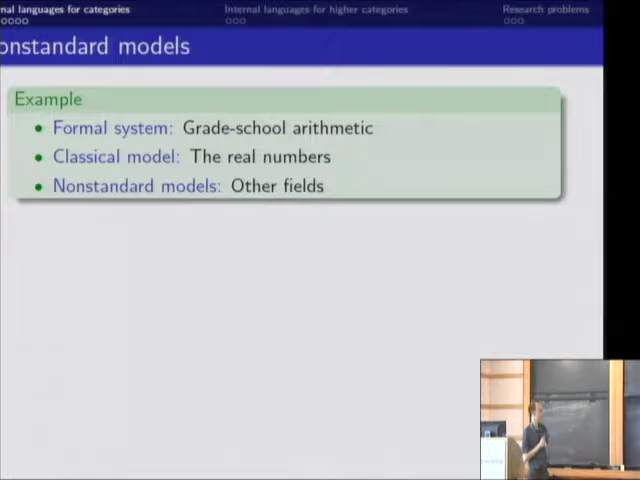 nal languages for categories Internal languages for higher categories Research problems
onstandard models
Example
• Formal system: Grade-school arithmetic
• Classical model: The real numbers
• Nonstandard models: Other fields